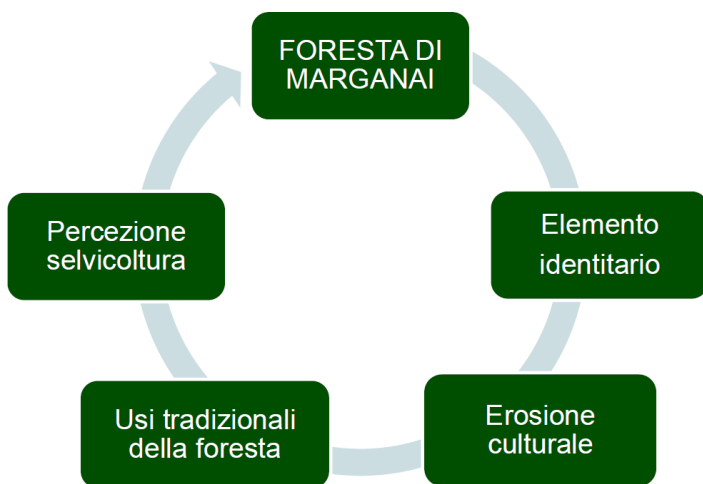 FORESTA DI
MARGANAI
Elemento
identitario
Erosione
culturale
Usi tradizionali
della foresta
Percezione
selvicoltura